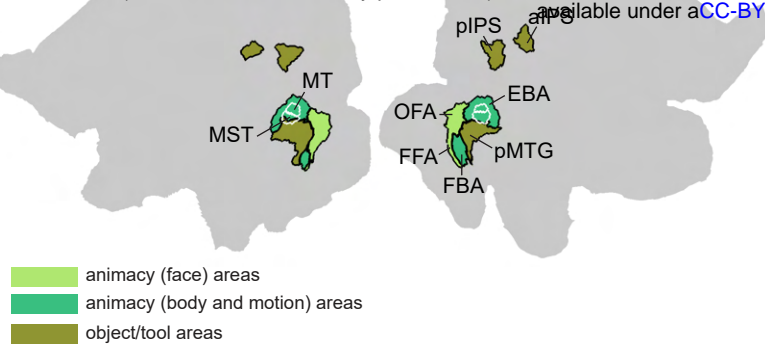 available under aCC-BY
pIPS
aIPS
MT
EBA
OFA
MST
FFA
pMTG
FBA
animacy (face) areas
animacy (body and motion) areas
object/tool areas